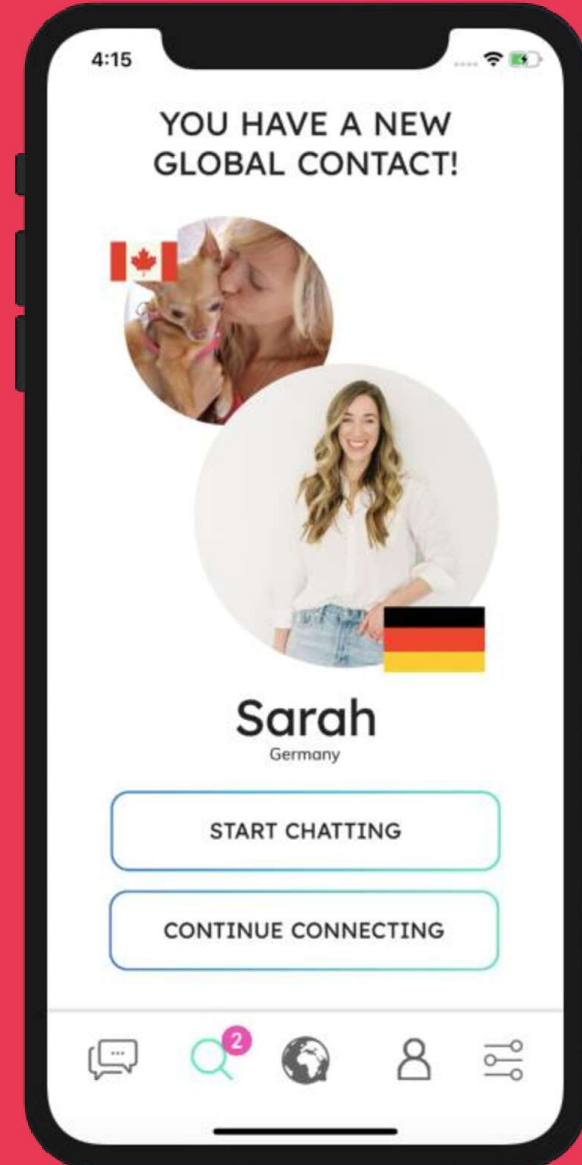 4:15
YOU HAVE A NEW
GLOBAL CONTACT!
Sarah
Germany
START CHATTING
CONTINUE CONNECTING
2